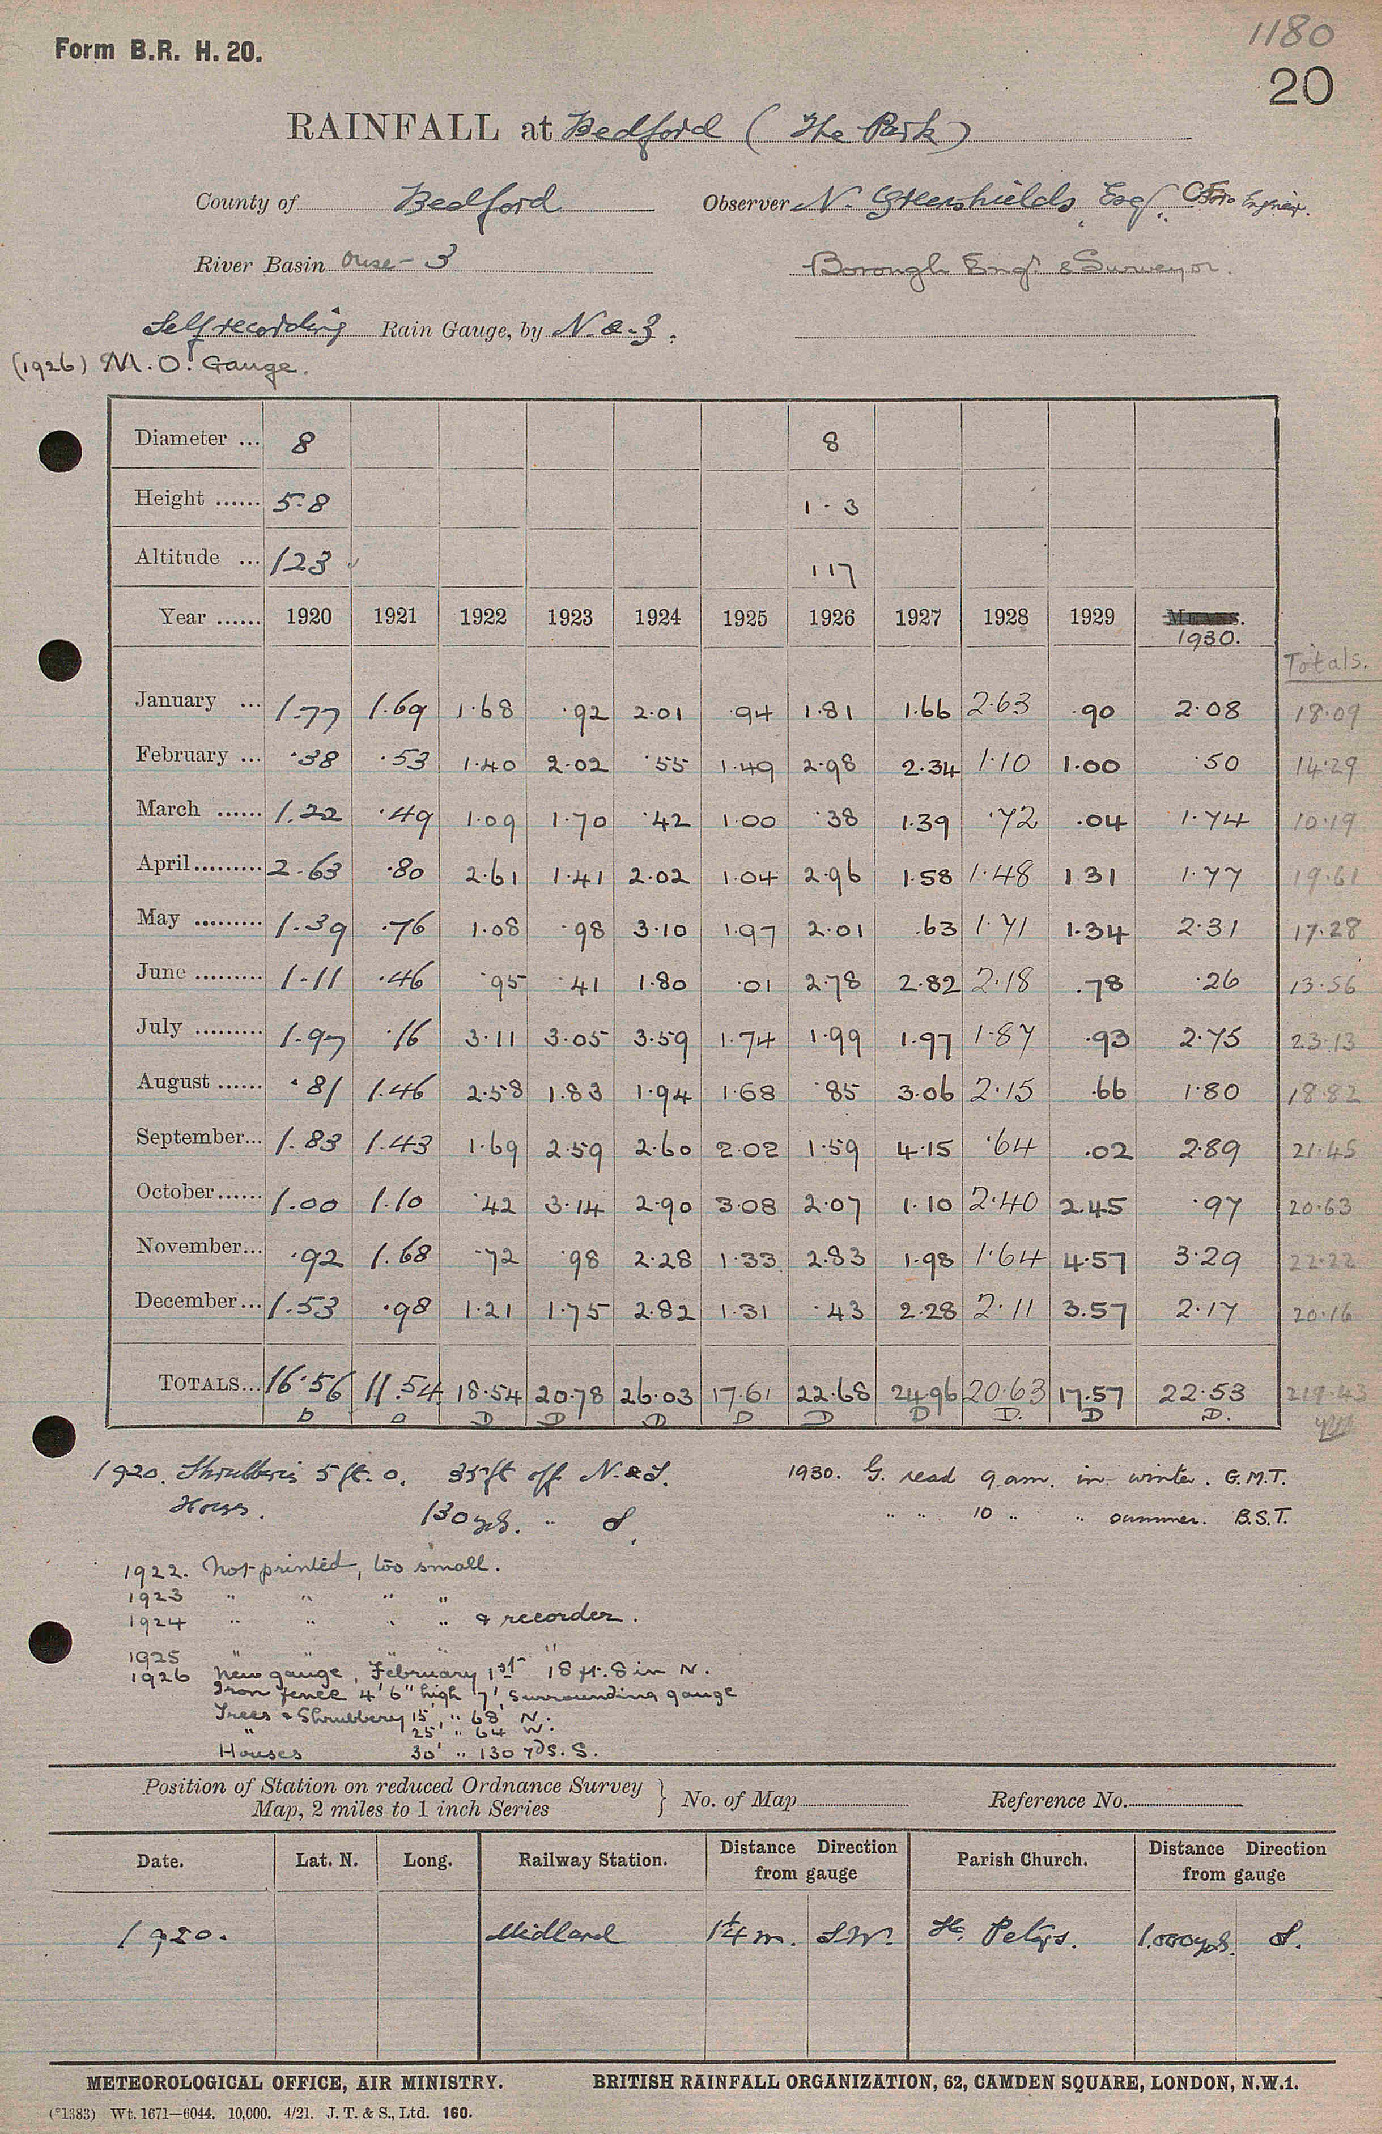 1180
Form B.R. H. 20.
20
RAINFALL at Bedford (The Park)
County of Bedford Observer N. Greenshields, Esq.
River Basin Ouse - 3 Borough Engr. & Surveyor.
Self recording Rain Gauge, by N. & Z.
(1926) M.O. Gauge.
Diameter ... 8 8
Height ...... 5-8 1-3
Altitude ... 123 117
Year ...... 1920 1921 1922 1923 1924 1925 1926 1927 1928 1929 1930.
Totals.
January ... 1.77 1.69 1.68 .92 2.01 .94 1.81 1.66 2.63 .90 2.08 18.09
February ... .38 .53 1.40 2.02 .55 1.49 2.98 2.34 1.10 1.00 .50 14.29
March ...... 1.22 .49 1.09 1.70 .42 1.00 .38 1.39 .72 .04 1.74 10.19
April ......... 2.63 .80 2.61 1.41 2.02 1.04 2.96 1.58 1.48 1.31 1.77 19.61
May ......... 1.39 .76 1.08 .98 3.10 1.97 2.01 .63 1.71 1.34 2.31 17.28
June ......... 1.11 .46 .95 .41 1.80 .01 2.78 2.82 2.18 .78 .26 13.56
July ......... 1.97 .16 3.11 3.05 3.59 1.74 1.99 1.97 1.87 .93 2.75 23.13
August ...... .81 1.46 2.58 1.83 1.94 1.68 .85 3.06 2.15 .66 1.80 18.82
September... 1.83 1.43 1.69 2.59 2.60 2.02 1.59 4.15 .64 .02 2.89 21.45
October ...... 1.00 1.10 .42 3.14 2.90 3.08 2.07 1.10 2.40 2.45 .97 20.63
November... .92 1.68 .72 .98 2.28 1.33 2.83 1.98 1.64 4.57 3.29 22.22
December... 1.53 .98 1.21 1.75 2.82 1.31 .43 2.28 2.11 3.57 2.17 20.16
TOTALS... 16.56 11.54 18.54 20.78 26.03 17.61 22.68 24.96 20.63 17.57 22.53 219.43
D D D D D D D D D. D D.
1920. Shrubberies 5 ft. 0. 35 ft off N. & S. 1930. G. read 9 a.m. in winter. G.M.T.
House. 130 yds. " S. " " 10 " " summer. B.S.T.
1922. Not printed, too small.
1923 " " " "
1924 " " " " & recorder.
1925 " " " "
1926 New gauge, February 1st 18 ft. 8 in N.
Iron fence 4' 6" high 7' surrounding gauge
Trees & Shrubbery 15' " 68' N.
" 25' " 64 W.
Houses 30' " 130 yds. S.
Position of Station on reduced Ordnance Survey
Map, 2 miles to 1 inch Series } No. of Map Reference No.
Date. Lat. N. Long. Railway Station. Distance Direction from gauge Parish Church. Distance Direction from gauge
1920. Midland 1¼ m. S.W. St. Peters. 1,000 yds. S.
METEOROLOGICAL OFFICE, AIR MINISTRY. BRITISH RAINFALL ORGANIZATION, 62, CAMDEN SQUARE, LONDON, N.W.1.
(*1383) Wt. 1671—6044. 10,000. 4/21. J. T. & S., Ltd. 160.